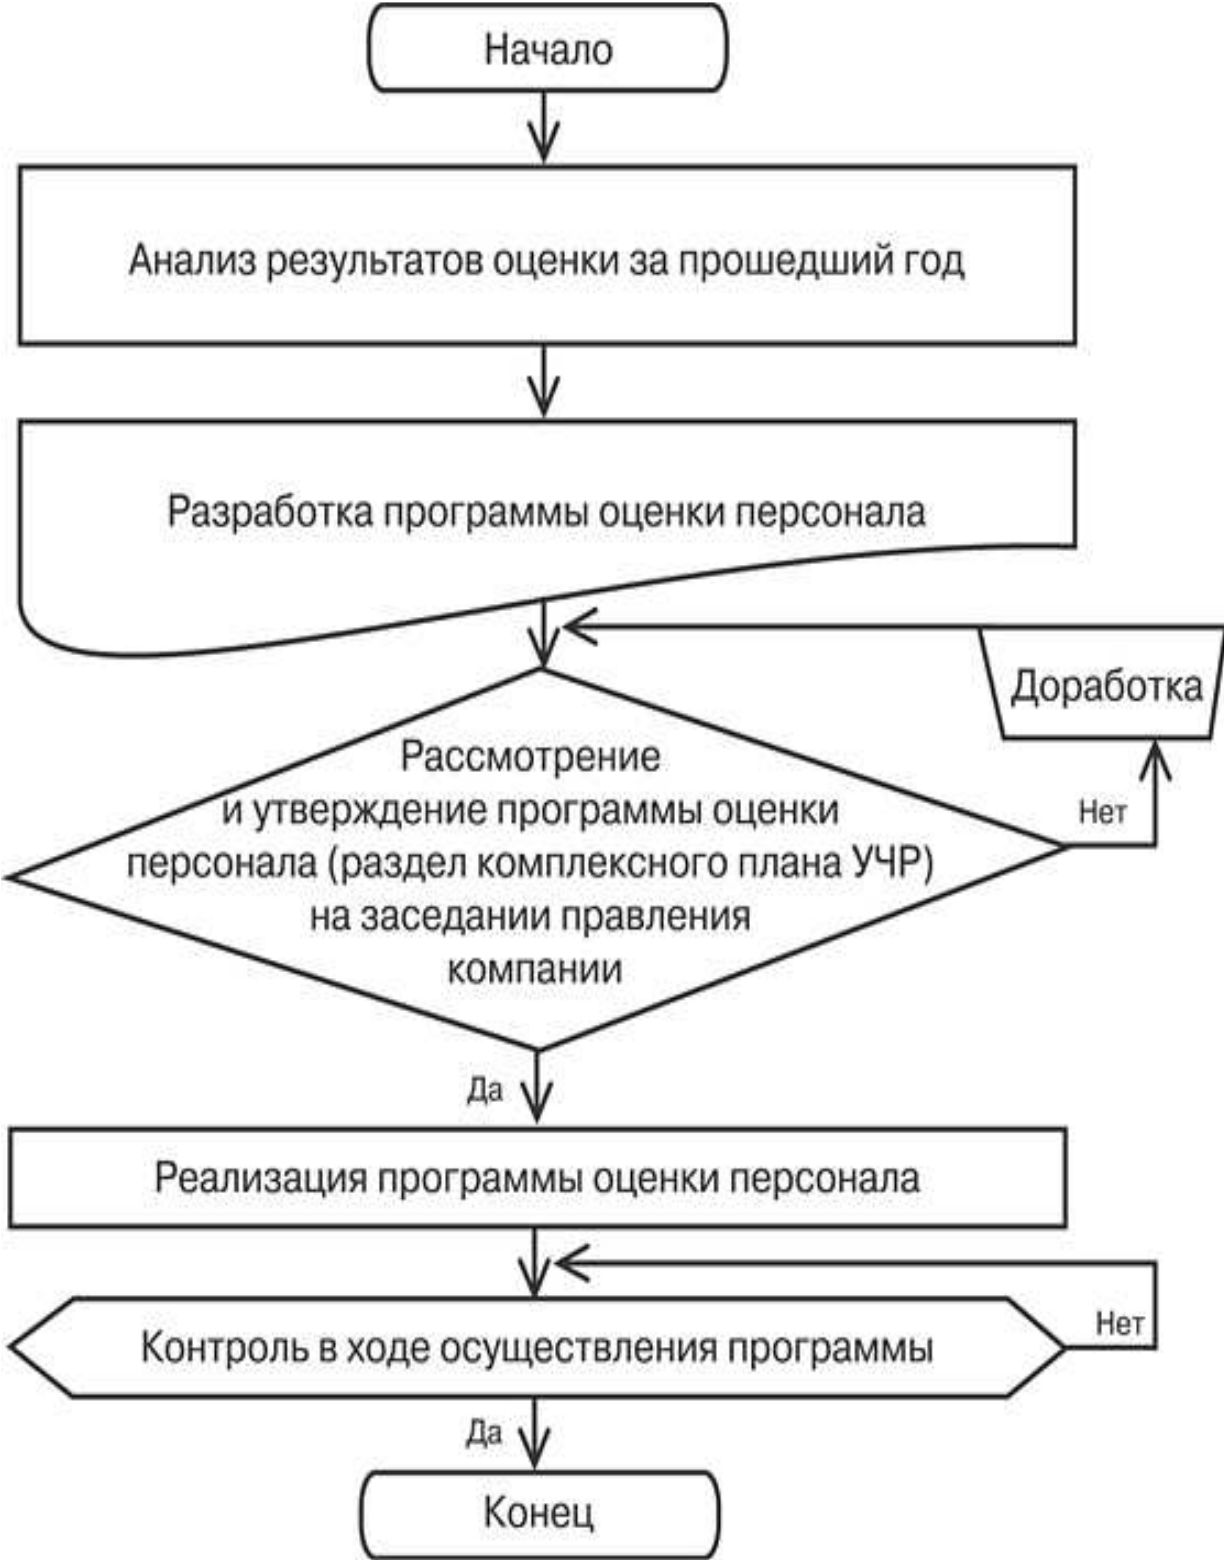 Начало
Анализ результатов оценки за прошедший год
Разработка программы оценки персонала
Доработка
Рассмотрение
и утверждение программы оценки
персонала (раздел комплексного плана УЧР)
на заседании правления
компании
Нет
Да
Реализация программы оценки персонала
Контроль в ходе осуществления программы
Нет
Да
Конец